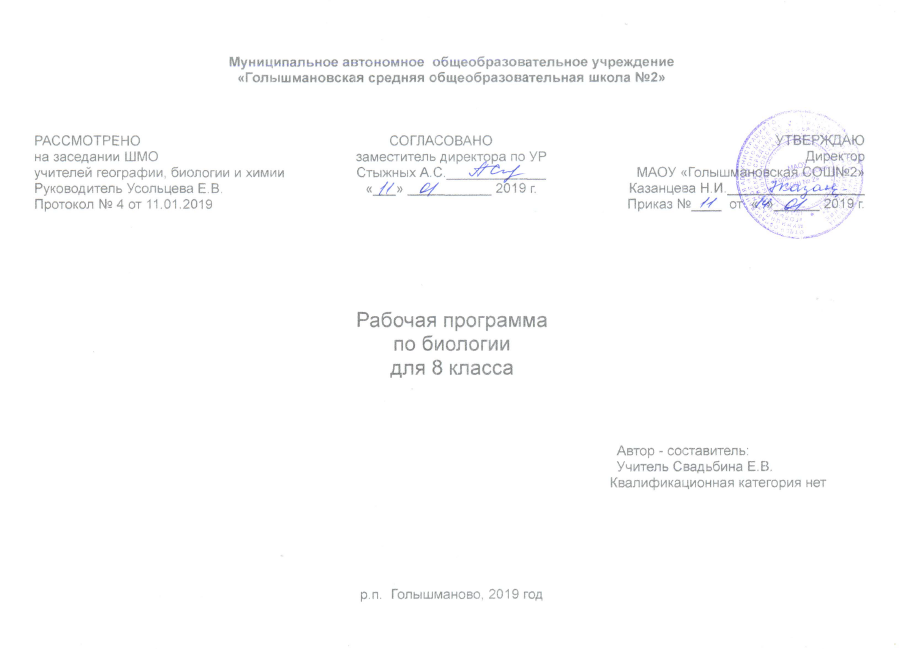 Муниципальное автономное общеобразовательное учреждение
«Голышмановская средняя общеобразовательная школа №2»
РАССМОТРЕНО
на заседании ШМО
учителей географии, биологии и химии
Руководитель Усольцева Е.В.
Протокол № 4 от 11.01.2019
СОГЛАСОВАНО
заместитель директора по УР
Стыжных А.С.
«11» 01 2019 г.
УТВЕРЖДАЮ
Директор
МАОУ «Голышмановская СОШ№2»
Казанцева Н.И.
Приказ № 11 от «14» 01 2019 г.
Рабочая программа
по биологии
для 8 класса
Автор - составитель:
Учитель Свадьбина Е.В.
Квалификационная категория нет
р.п. Голышманово, 2019 год